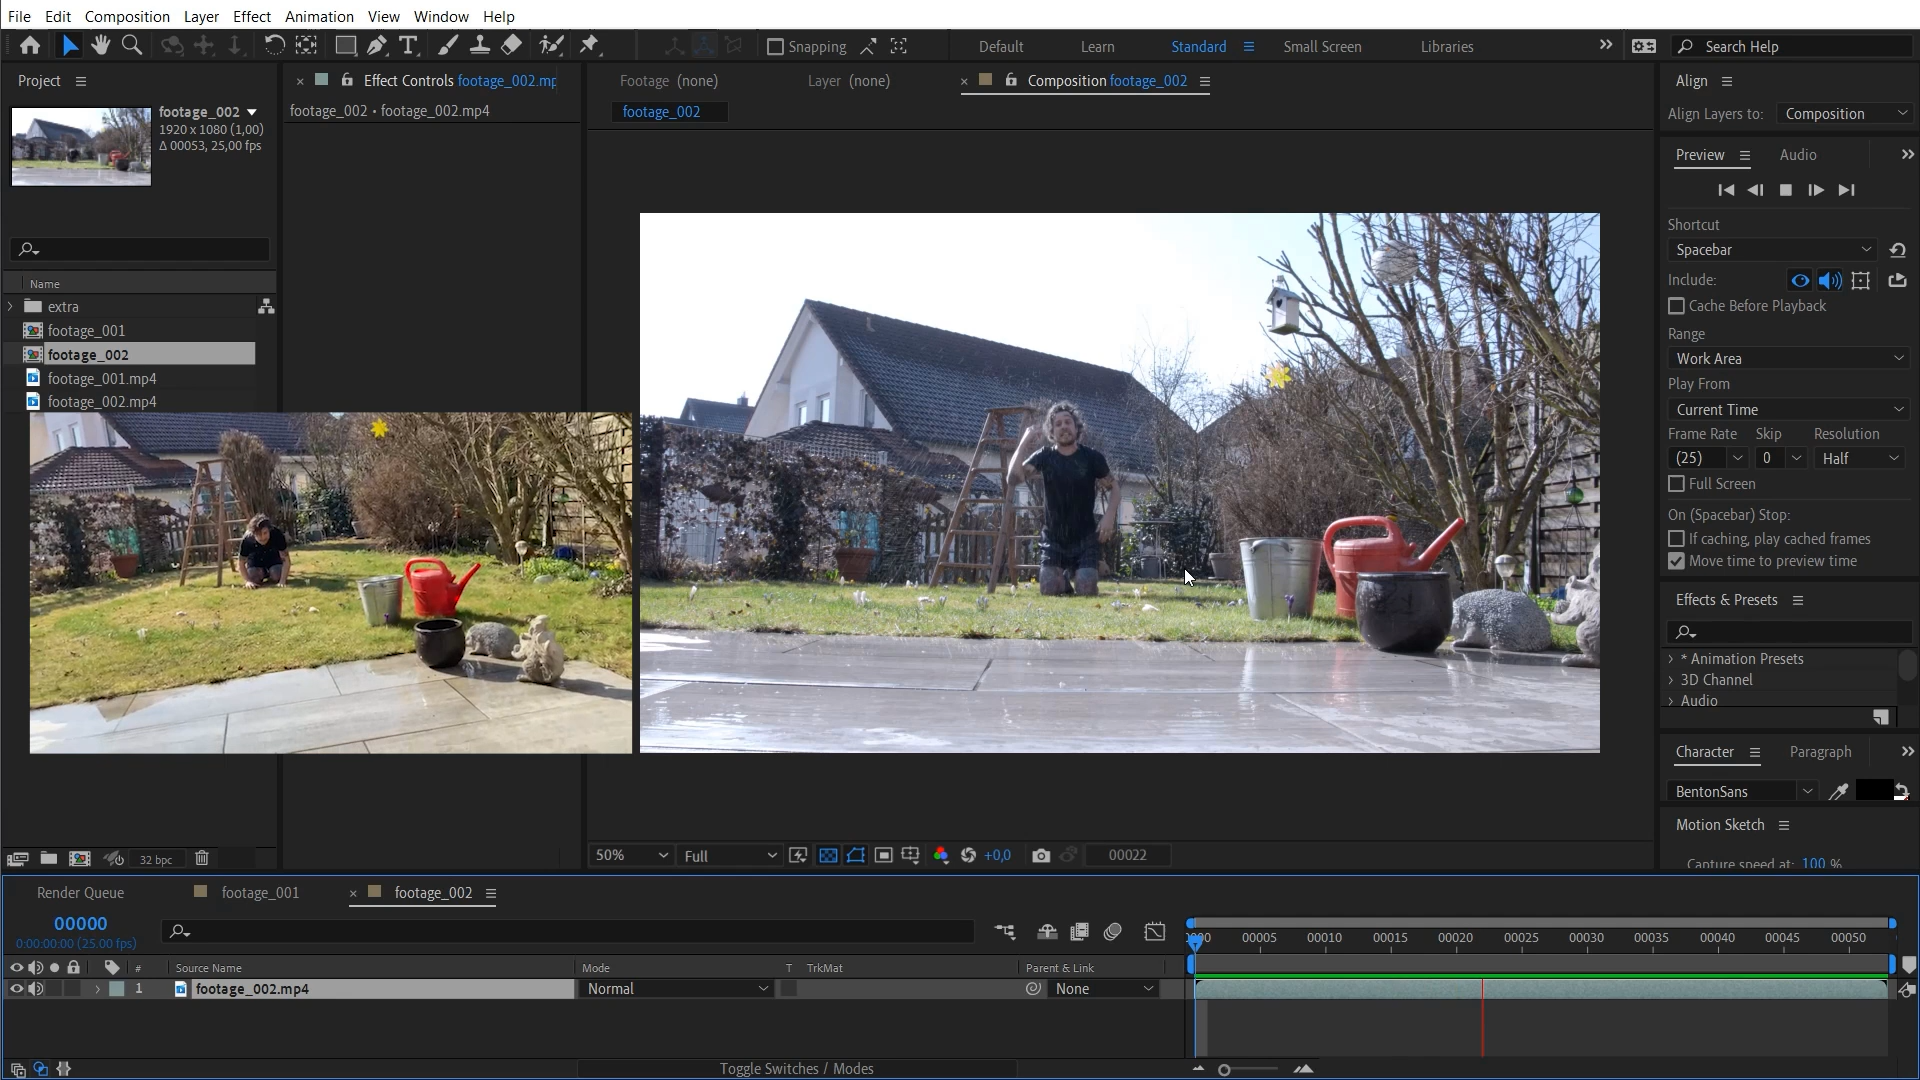 File Edit Composition Layer Effect Animation View Window Help
Snapping Default Learn Standard Small Screen Libraries Search Help
Project
footage_002
1920 x 1080 (1,00)
Δ 00053, 25,00 fps
Name
extra
footage_001
footage_002
footage_001.mp4
footage_002.mp4
32 bpc
Effect Controls footage_002.mp
footage_002 • footage_002.mp4
Footage (none) Layer (none) Composition footage_002
footage_002
50% Full +0,0 00022
Align
Align Layers to: Composition
Preview Audio
Shortcut
Spacebar
Include:
Cache Before Playback
Range
Work Area
Play From
Current Time
Frame Rate Skip Resolution
(25) 0 Half
Full Screen
On (Spacebar) Stop:
If caching, play cached frames
Move time to preview time
Effects & Presets
* Animation Presets
3D Channel
Audio
Character Paragraph
BentonSans
Motion Sketch
Capture speed at: 100 %
Render Queue footage_001 footage_002
00000
0:00:00:00 (25.00 fps)
00005 00010 00015 00020 00025 00030 00035 00040 00045 00050
# Source Name Mode T TrkMat Parent & Link
1 footage_002.mp4 Normal None
Toggle Switches / Modes